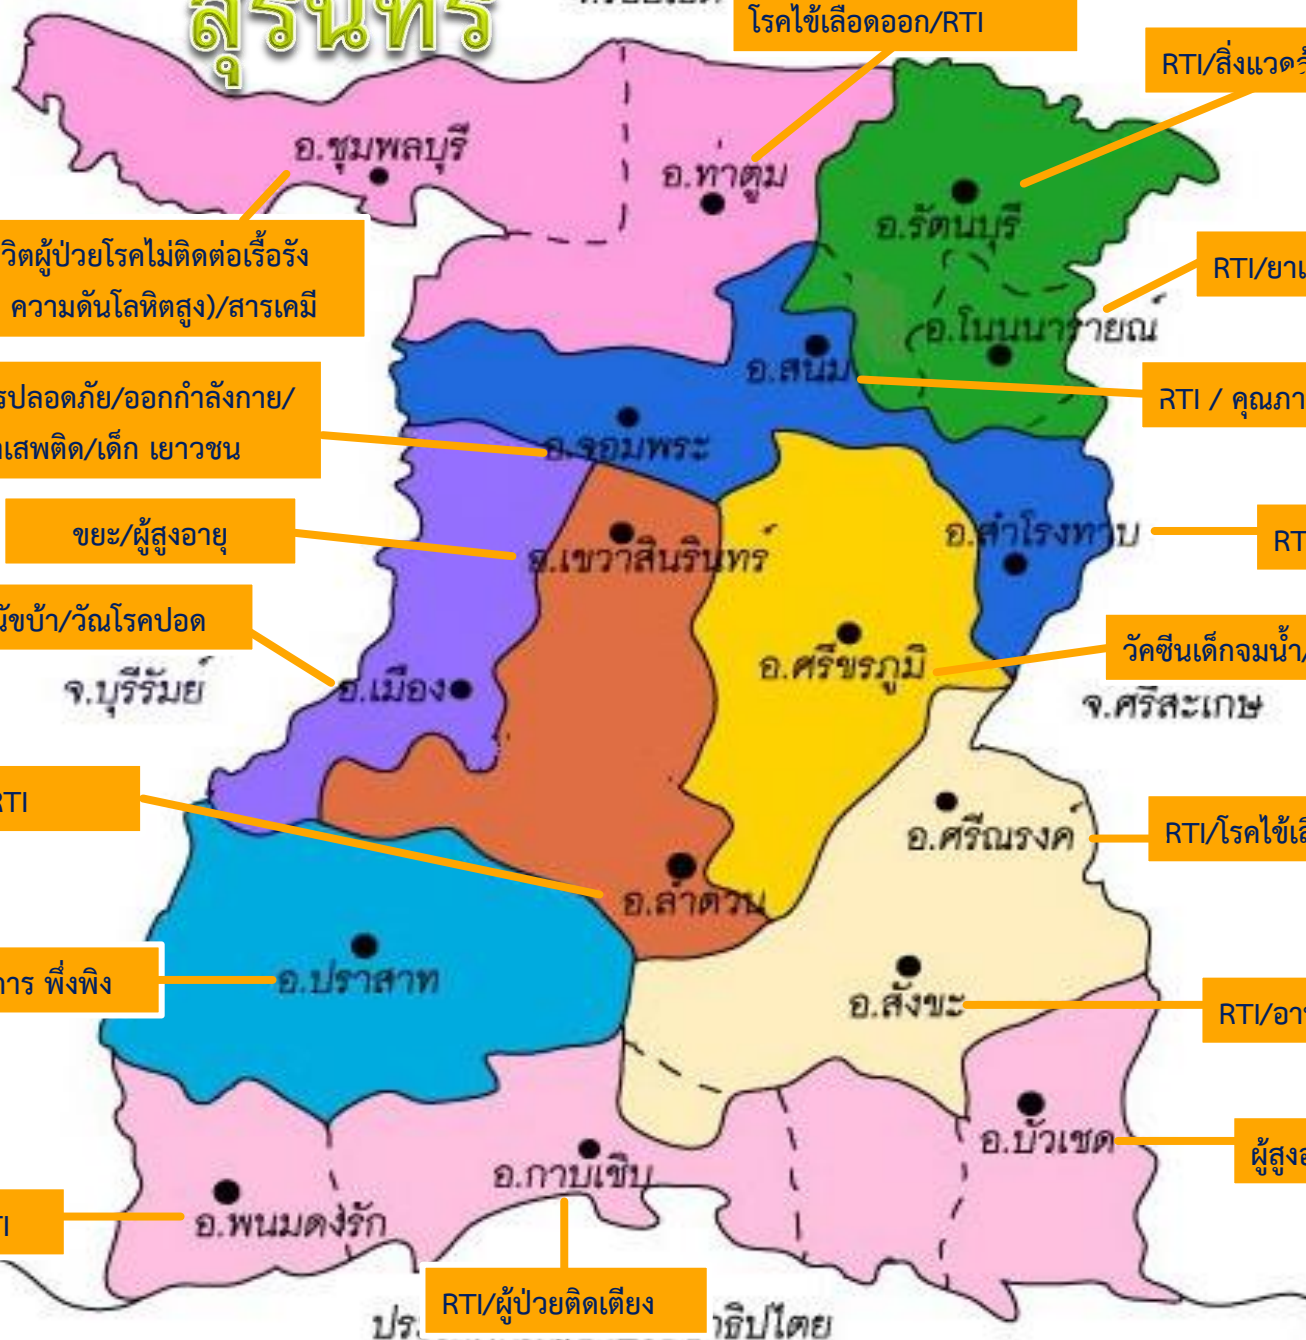 สุรินทร์
โรคไข้เลือดออก/RTI
RTI/สิ่งแวดล้
อ.ชุมพลบุรี
อ.ท่าตูม
อ.รัตนบุรี
วิตผู้ป่วยโรคไม่ติดต่อเรื้อรัง
ความดันโลหิตสูง)/สารเคมี
RTI/ยาเ
อ.โนนนารายณ์
อ.สนม
รปลอดภัย/ออกกำลังกาย/
เสพติด/เด็ก เยาวชน
RTI / คุณภา
อ.จอมพระ
ขยะ/ผู้สูงอายุ
อ.เขวาสินรินทร์
อ.สำโรงทาบ
RT
นัขบ้า/วัณโรคปอด
วัคซีนเด็กจมน้ำ/
อ.ศรีขรภูมิ
จ.บุรีรัมย์
อ.เมือง
จ.ศรีสะเกษ
RTI
อ.ศรีณรงค์
RTI/โรคไข้เลื
อ.ลำดวน
การ พึ่งพิง
อ.ปราสาท
อ.สังขะ
RTI/อา
อ.บัวเชด
ผู้สูงอ
อ.กาบเชิบ
TI
อ.พนมดงรัก
RTI/ผู้ป่วยติดเตียง
ธิปไตย